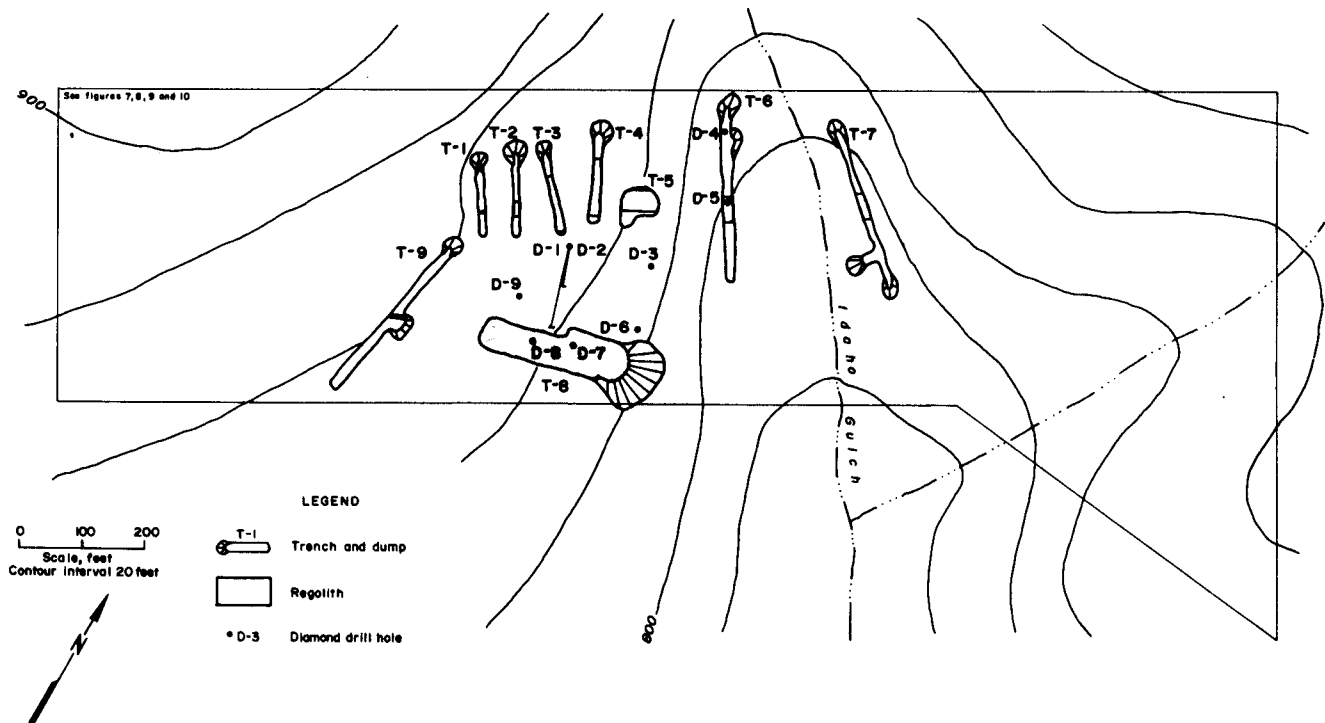 900
See figures 7, 8, 9 and 10
T-6
D-4
T-7
T-4
T-2
T-3
T-1
T-5
D-5
T-9
D-1
D-2
D-3
D-9
D-6
D-8
D-7
T-8
Idaho Gulch
800
LEGEND
T-1
Trench and dump
Regolith
D-3
Diamond drill hole
0 100 200
Scale, feet
Contour interval 20 feet
N